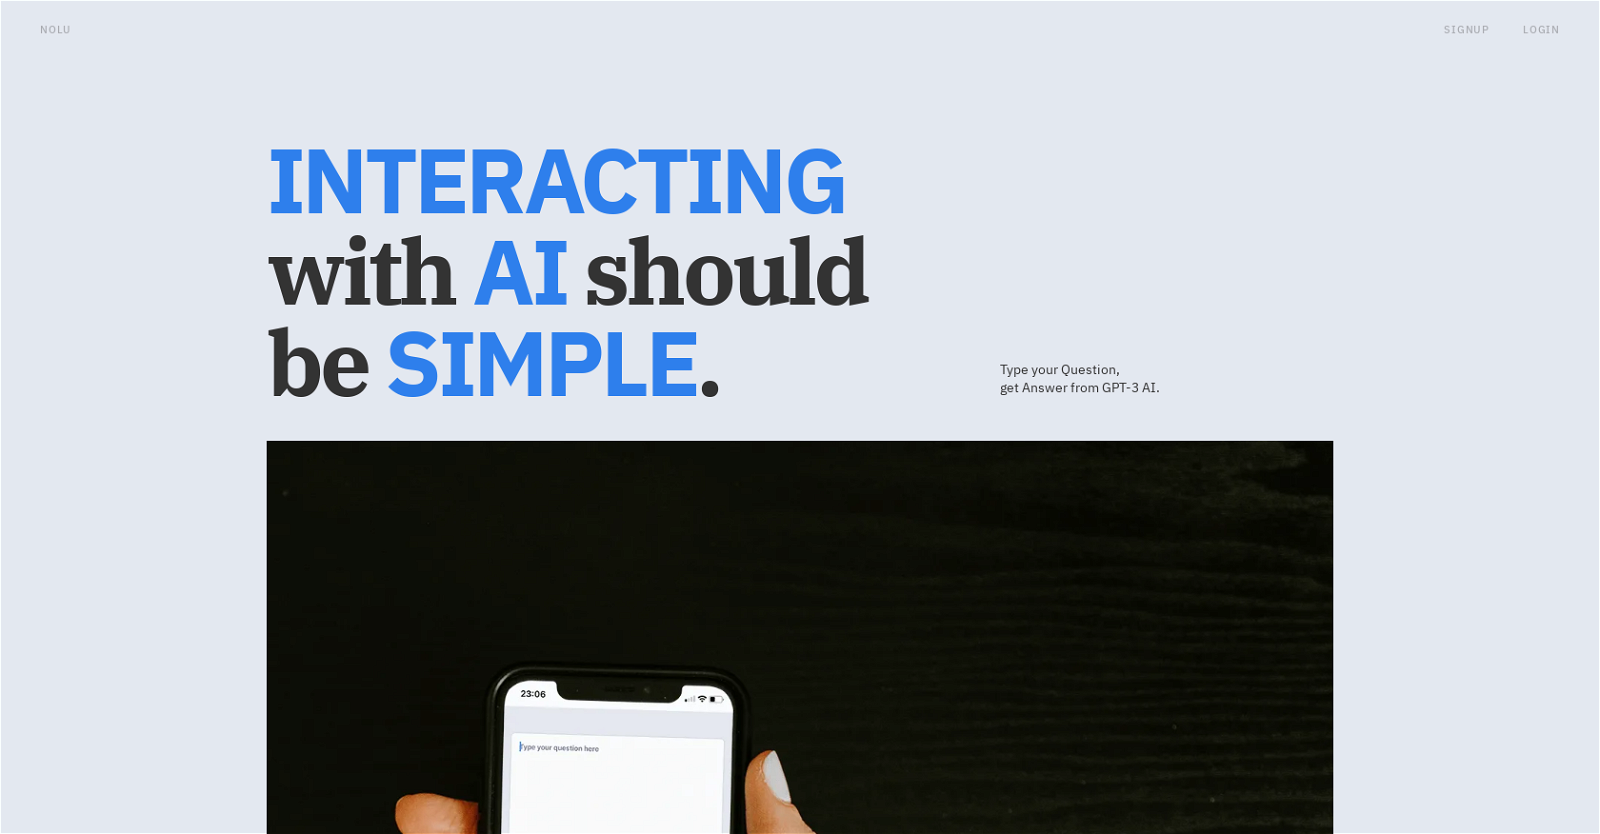 NOLU
SIGNUP
LOGIN
INTERACTING
with AI should
be SIMPLE.
Type your Question,
get Answer from GPT-3 AI.
23:06
Type your question here